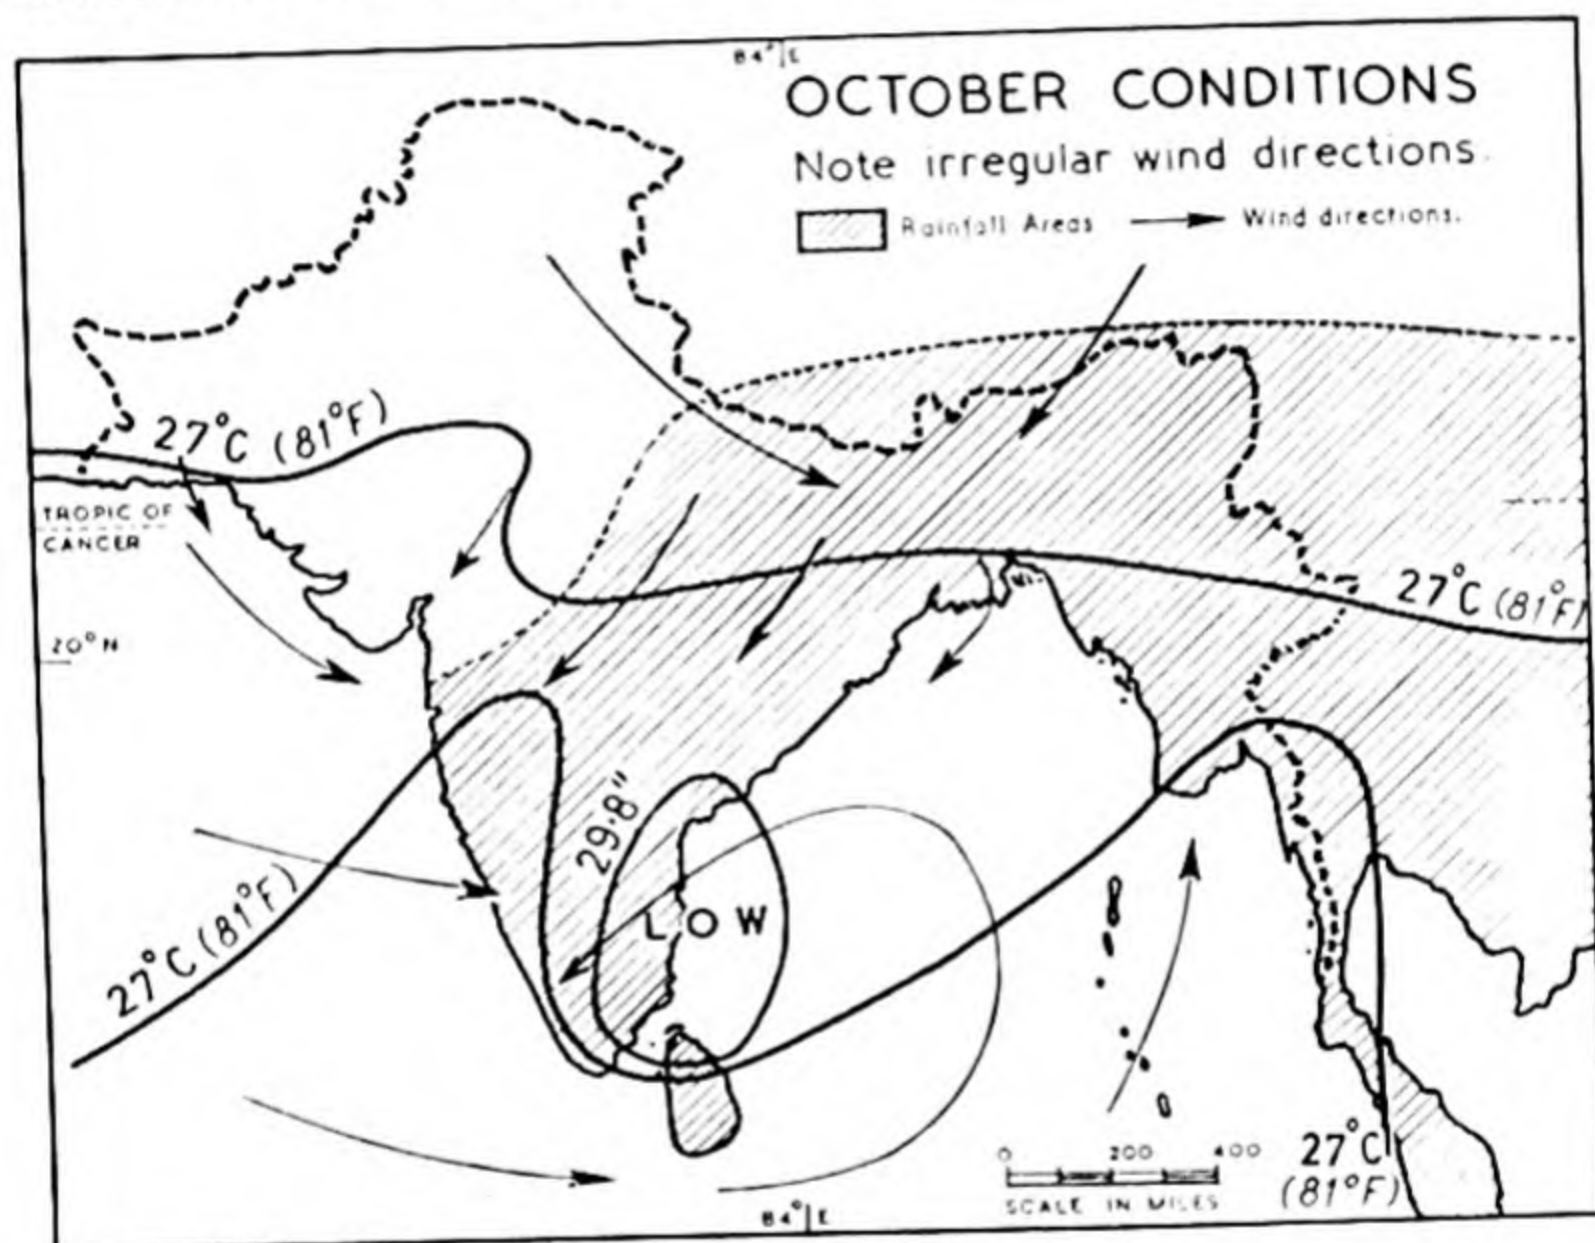 84°E
OCTOBER CONDITIONS
Note irregular wind directions.
Rainfall Areas
Wind directions.
27°C (81°F)
TROPIC OF
CANCER
20°N
27°C (81°F)
29·8"
LOW
27°C (81°F)
0 200 400
SCALE IN MILES
27°C
(81°F)
84°E